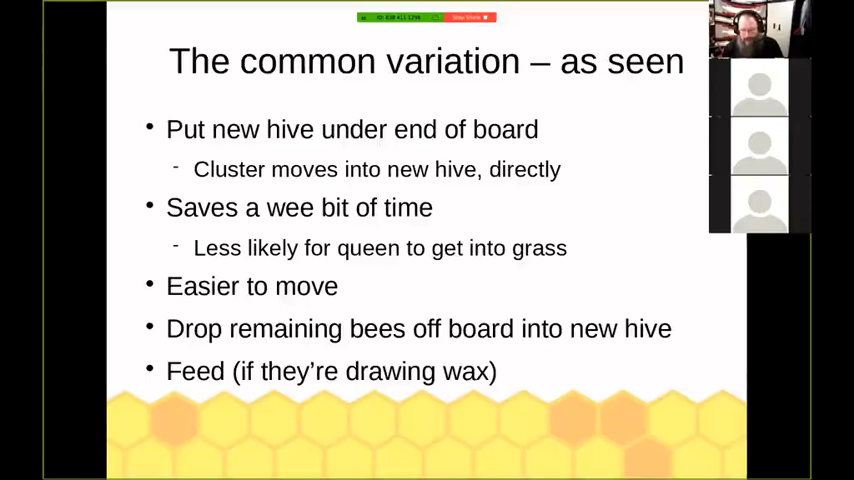 The common variation – as seen
• Put new hive under end of board
- Cluster moves into new hive, directly
• Saves a wee bit of time
- Less likely for queen to get into grass
• Easier to move
• Drop remaining bees off board into new hive
• Feed (if they’re drawing wax)